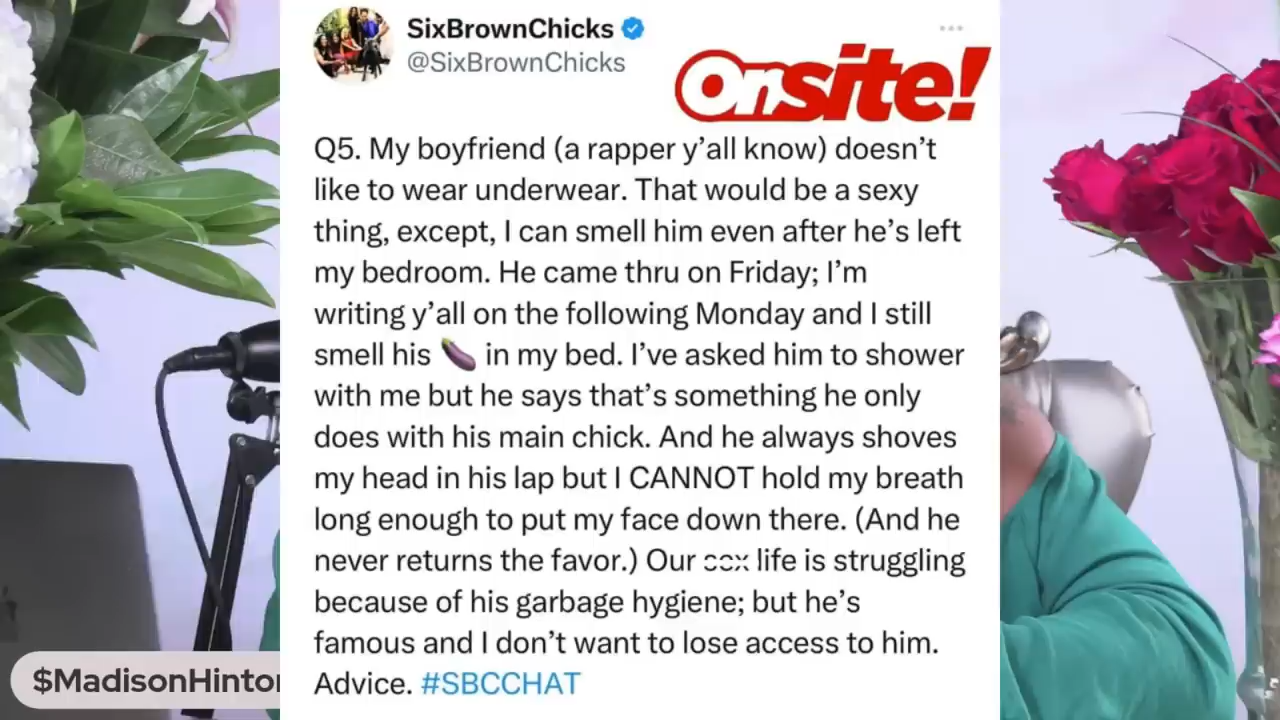 SixBrownChicks
@SixBrownChicks
Onsite!
Q5. My boyfriend (a rapper y'all know) doesn't
like to wear underwear. That would be a sexy
thing, except, I can smell him even after he's left
my bedroom. He came thru on Friday; I'm
writing y'all on the following Monday and I still
smell his 🍆 in my bed. I've asked him to shower
with me but he says that's something he only
does with his main chick. And he always shoves
my head in his lap but I CANNOT hold my breath
long enough to put my face down there. (And he
never returns the favor.) Our sex life is struggling
because of his garbage hygiene; but he's
famous and I don't want to lose access to him.
Advice. #SBCCHAT
$MadisonHinto